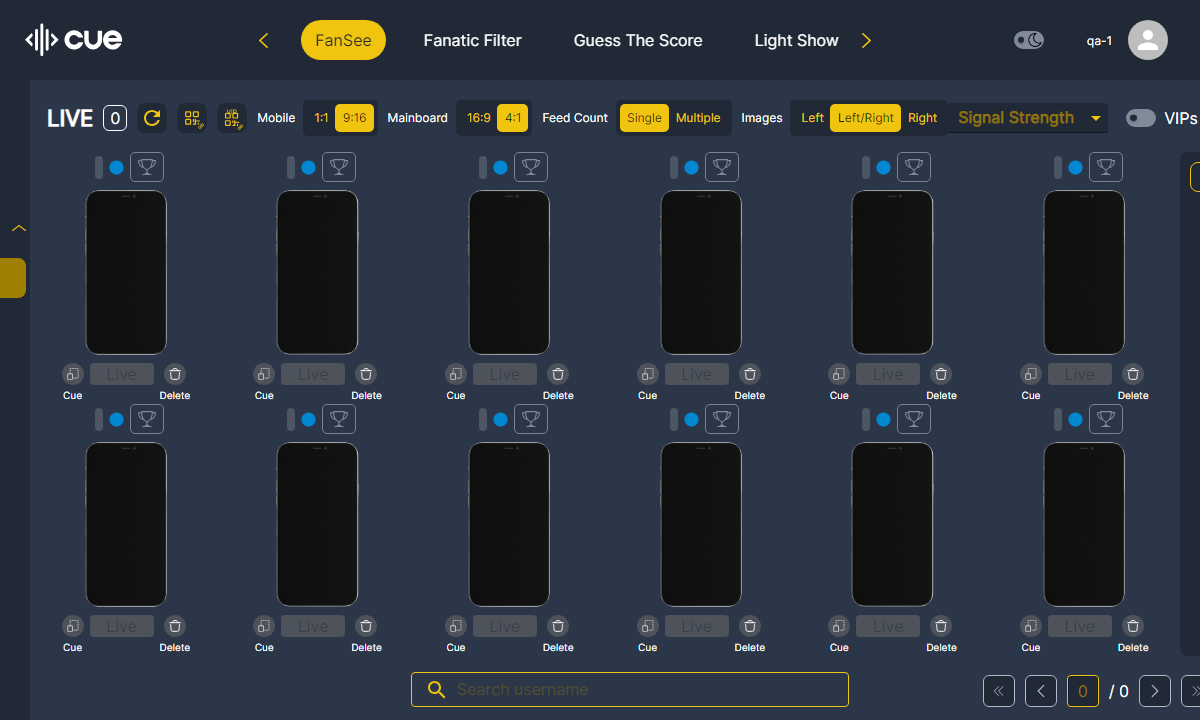 cue
FanSee Fanatic Filter Guess The Score Light Show
qa-1
LIVE 0 Mobile 1:1 9:16 Mainboard 16:9 4:1 Feed Count Single Multiple Images Left Left/Right Right Signal Strength VIPs
Live Live Live Live Live Live
Cue Delete Cue Delete Cue Delete Cue Delete Cue Delete Cue Delete
Live Live Live Live Live Live
Cue Delete Cue Delete Cue Delete Cue Delete Cue Delete Cue Delete
Search username
0 / 0